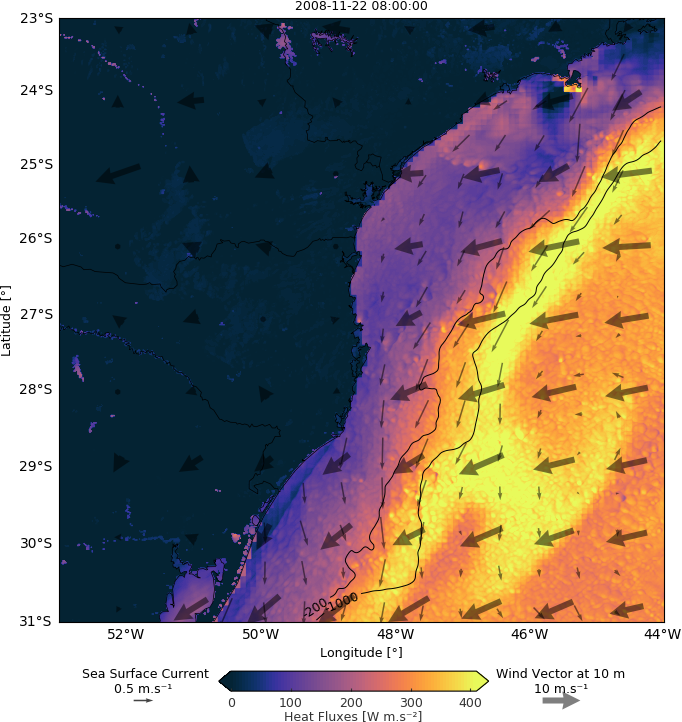 2008-11-22 08:00:00
23°S
24°S
25°S
26°S
27°S
28°S
29°S
30°S
31°S
Latitude [°]
-200
-1000
52°W 50°W 48°W 46°W 44°W
Longitude [°]
Sea Surface Current
0.5 m.s⁻¹
0 100 200 300 400
Heat Fluxes [W m.s⁻²]
Wind Vector at 10 m
10 m.s⁻¹